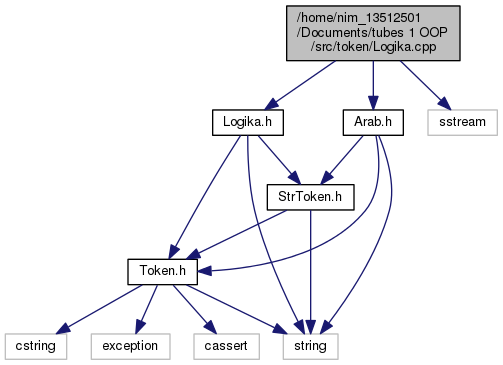 /home/nim_13512501
/Documents/tubes 1 OOP
/src/token/Logika.cpp
Logika.h
Arab.h
sstream
StrToken.h
Token.h
cstring
exception
cassert
string